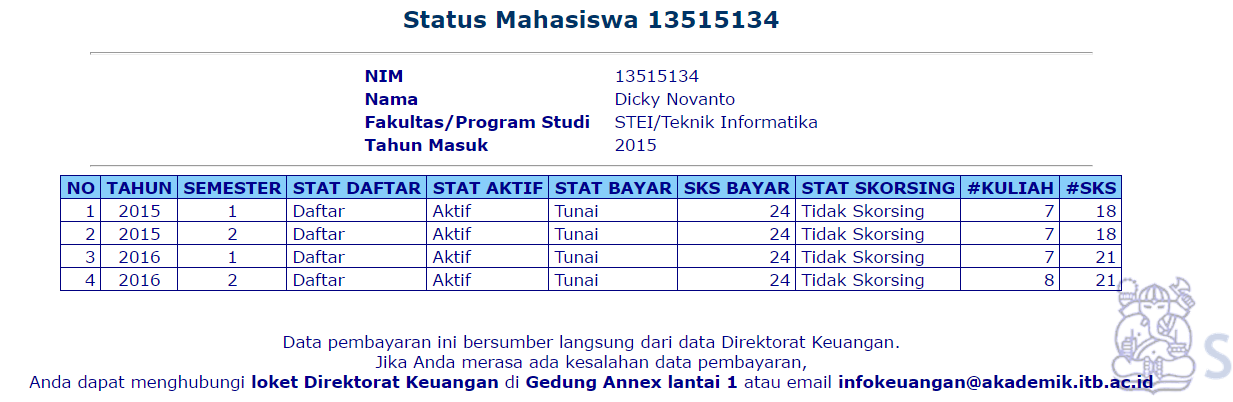 Status Mahasiswa 13515134
NIM 13515134
Nama Dicky Novanto
Fakultas/Program Studi STEI/Teknik Informatika
Tahun Masuk 2015
NO TAHUN SEMESTER STAT DAFTAR STAT AKTIF STAT BAYAR SKS BAYAR STAT SKORSING #KULIAH #SKS
1 2015 1 Daftar Aktif Tunai 24 Tidak Skorsing 7 18
2 2015 2 Daftar Aktif Tunai 24 Tidak Skorsing 7 18
3 2016 1 Daftar Aktif Tunai 24 Tidak Skorsing 7 21
4 2016 2 Daftar Aktif Tunai 24 Tidak Skorsing 8 21
Data pembayaran ini bersumber langsung dari data Direktorat Keuangan.
Jika Anda merasa ada kesalahan data pembayaran,
Anda dapat menghubungi loket Direktorat Keuangan di Gedung Annex lantai 1 atau email infokeuangan@akademik.itb.ac.id
S